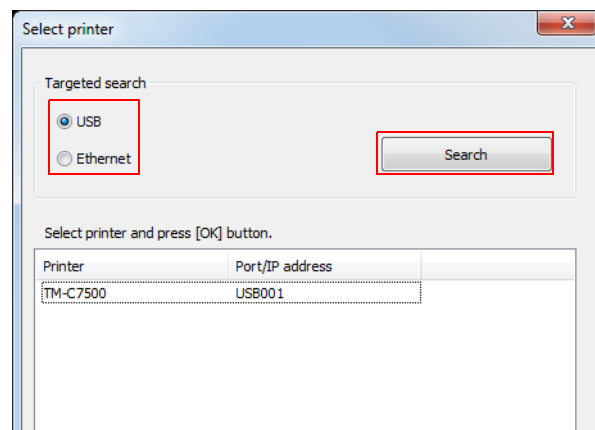 Select printer
Targeted search
USB
Ethernet
Search
Select printer and press [OK] button.
Printer Port/IP address
TM-C7500 USB001